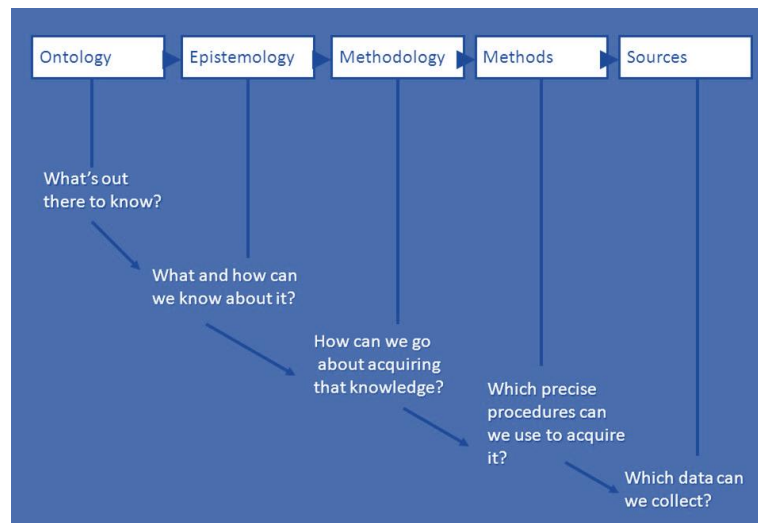 Ontology
Epistemology
Methodology
Methods
Sources
What's out
there to know?
What and how can
we know about it?
How can we go
about acquiring
that knowledge?
Which precise
procedures can
we use to acquire
it?
Which data can
we collect?